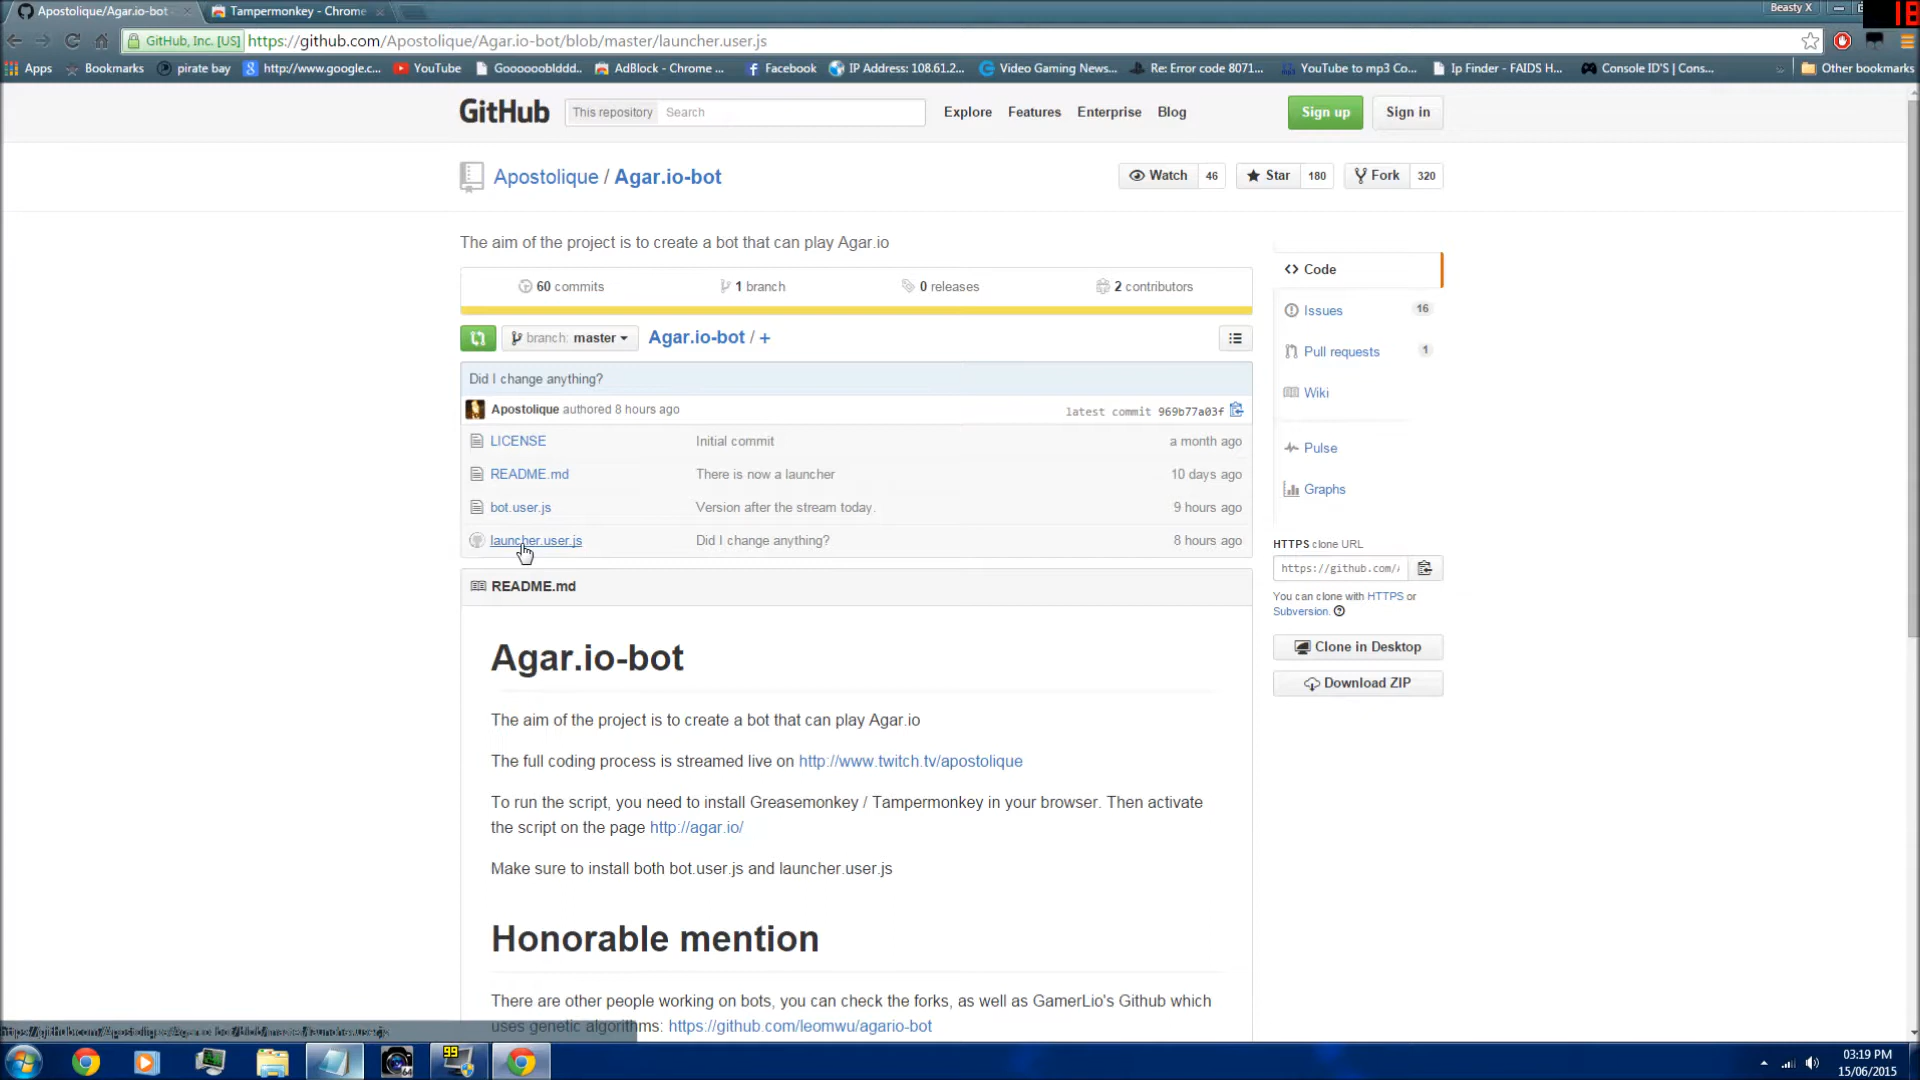 Apostolique/Agar.io-bot
Tampermonkey - Chrome
Beasty X
18
GitHub, Inc. [US] https://github.com/Apostolique/Agar.io-bot/blob/master/launcher.user.js
Apps Bookmarks pirate bay http://www.google.c... YouTube Gooooooblddd.. AdBlock - Chrome ... Facebook IP Address: 108.61.2... Video Gaming News... Re: Error code 8071... YouTube to mp3 Co... Ip Finder - FAIDS H... Console ID'S | Cons... Other bookmarks
GitHub This repository Search Explore Features Enterprise Blog Sign up Sign in
Apostolique / Agar.io-bot Watch 46 Star 180 Fork 320
The aim of the project is to create a bot that can play Agar.io
60 commits 1 branch 0 releases 2 contributors
branch: master Agar.io-bot / +
Did I change anything?
Apostolique authored 8 hours ago latest commit 969b77a03f
LICENSE Initial commit a month ago
README.md There is now a launcher 10 days ago
bot.user.js Version after the stream today. 9 hours ago
launcher.user.js Did I change anything? 8 hours ago
Code
Issues 16
Pull requests 1
Wiki
Pulse
Graphs
HTTPS clone URL
https://github.com/
You can clone with HTTPS or
Subversion.
Clone in Desktop
Download ZIP
README.md
Agar.io-bot
The aim of the project is to create a bot that can play Agar.io
The full coding process is streamed live on http://www.twitch.tv/apostolique
To run the script, you need to install Greasemonkey / Tampermonkey in your browser. Then activate
the script on the page http://agar.io/
Make sure to install both bot.user.js and launcher.user.js
Honorable mention
There are other people working on bots, you can check the forks, as well as GamerLio's Github which
uses genetic algorithms: https://github.com/leomwu/agario-bot
https://github.com/Apostolique/Agar.io-bot/blob/master/launcher.user.js
99
03:19 PM
15/06/2015